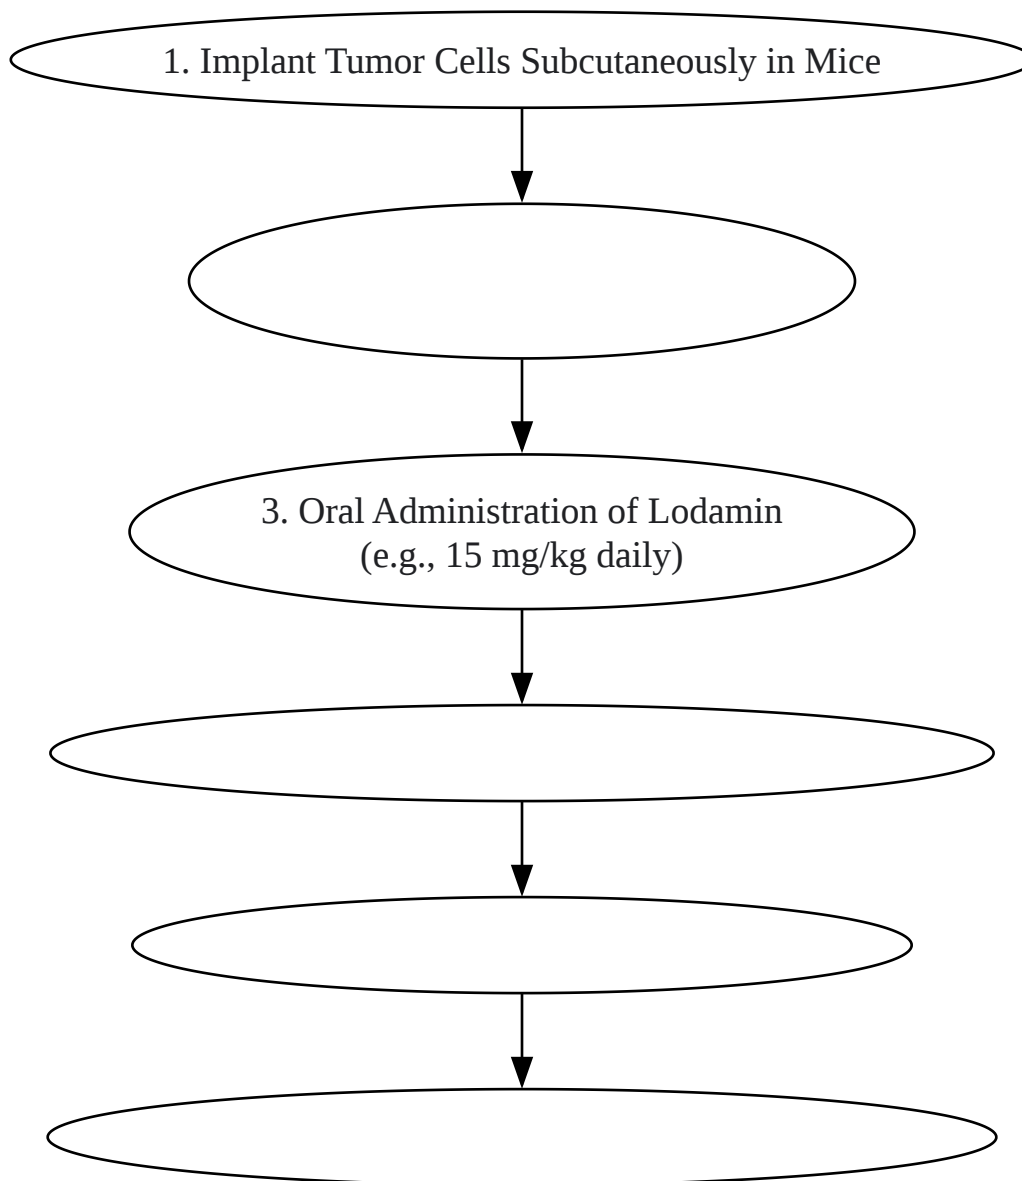 1. Implant Tumor Cells Subcutaneously in Mice
3. Oral Administration of Lodamin
(e.g., 15 mg/kg daily)